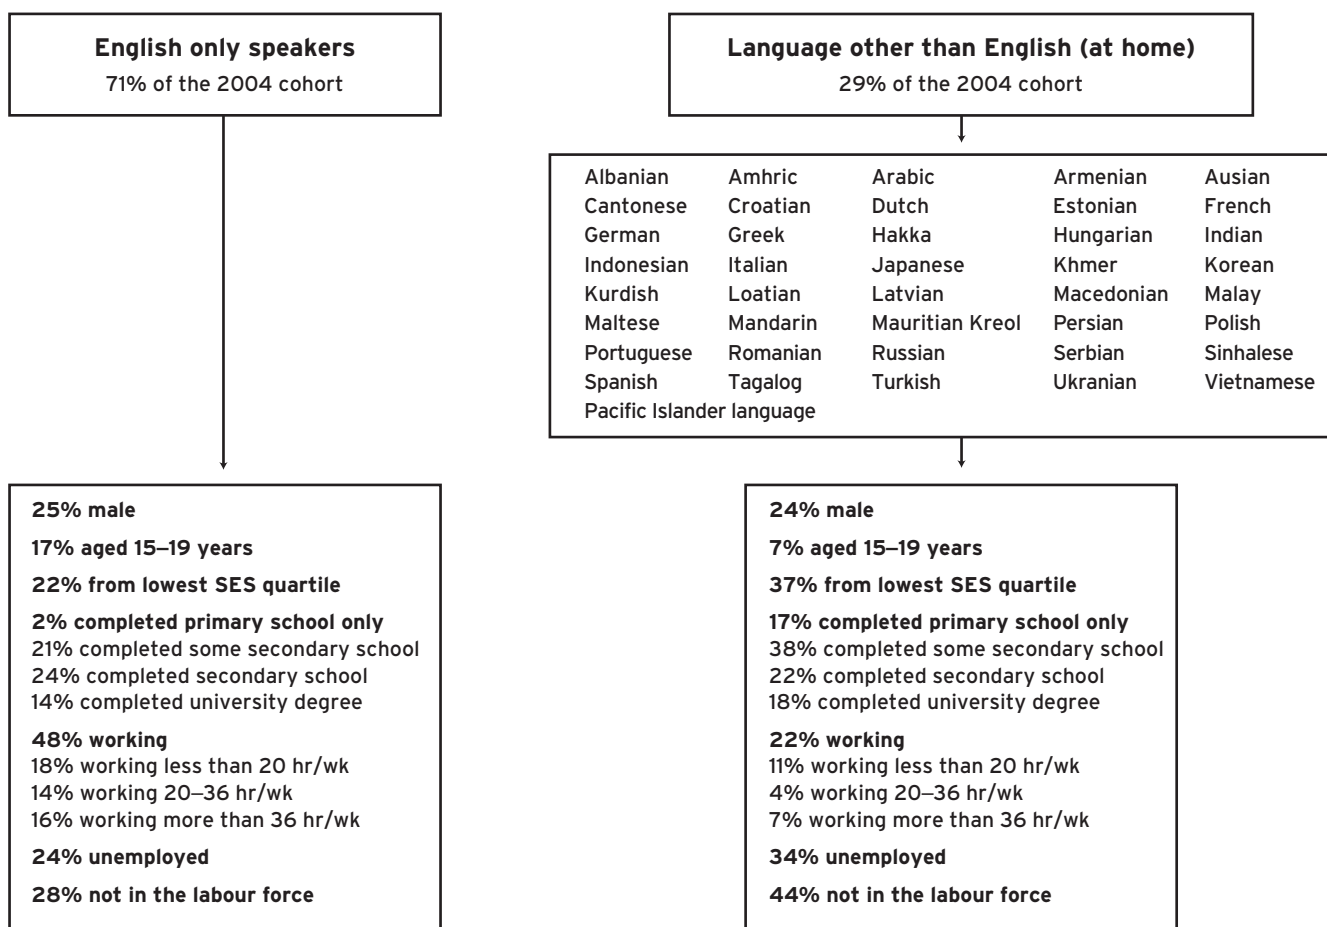 English only speakers
71% of the 2004 cohort
Language other than English (at home)
29% of the 2004 cohort
Albanian Amhric Arabic Armenian Ausian
Cantonese Croatian Dutch Estonian French
German Greek Hakka Hungarian Indian
Indonesian Italian Japanese Khmer Korean
Kurdish Loatian Latvian Macedonian Malay
Maltese Mandarin Mauritian Kreol Persian Polish
Portuguese Romanian Russian Serbian Sinhalese
Spanish Tagalog Turkish Ukranian Vietnamese
Pacific Islander language
25% male
17% aged 15–19 years
22% from lowest SES quartile
2% completed primary school only
21% completed some secondary school
24% completed secondary school
14% completed university degree
48% working
18% working less than 20 hr/wk
14% working 20–36 hr/wk
16% working more than 36 hr/wk
24% unemployed
28% not in the labour force
24% male
7% aged 15–19 years
37% from lowest SES quartile
17% completed primary school only
38% completed some secondary school
22% completed secondary school
18% completed university degree
22% working
11% working less than 20 hr/wk
4% working 20–36 hr/wk
7% working more than 36 hr/wk
34% unemployed
44% not in the labour force